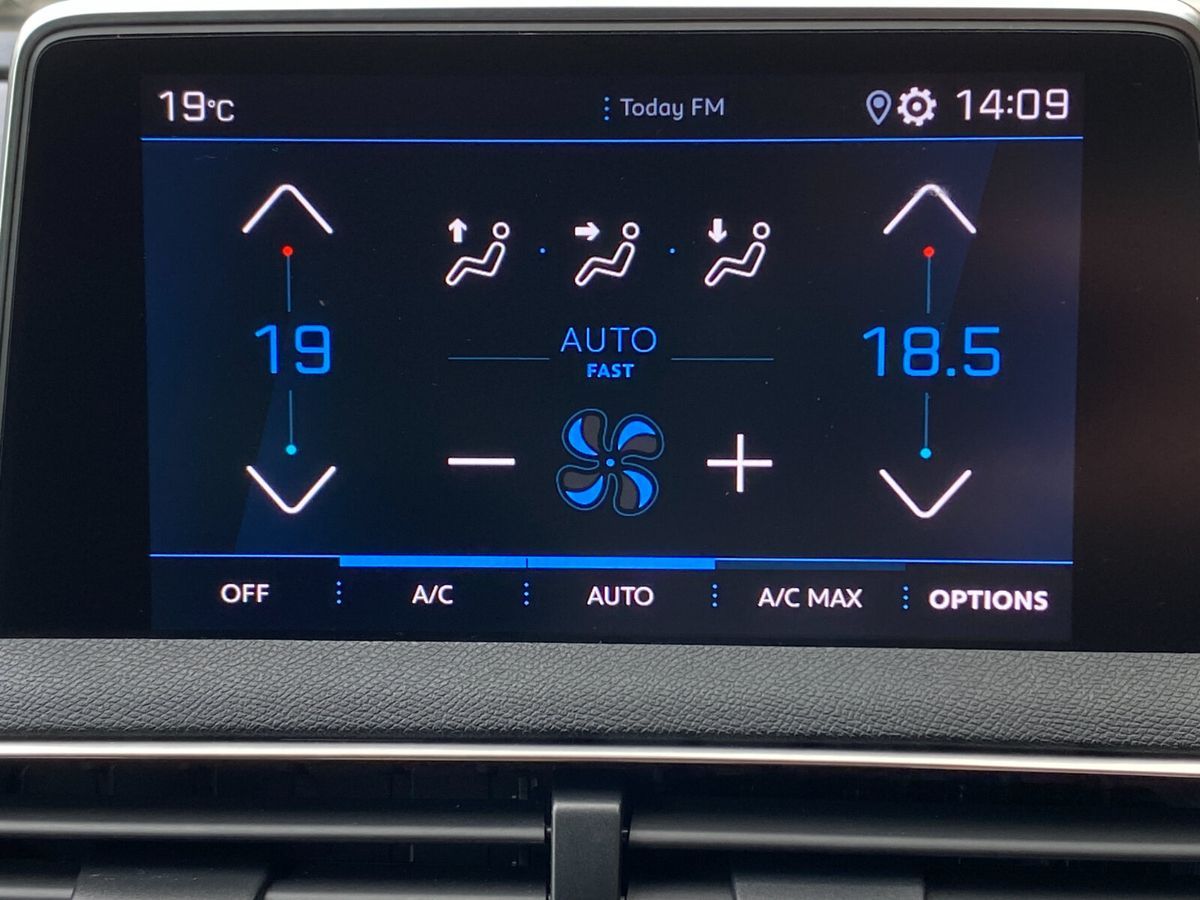 19°C Today FM 14:09
19 AUTO 18.5
FAST
OFF A/C AUTO A/C MAX OPTIONS